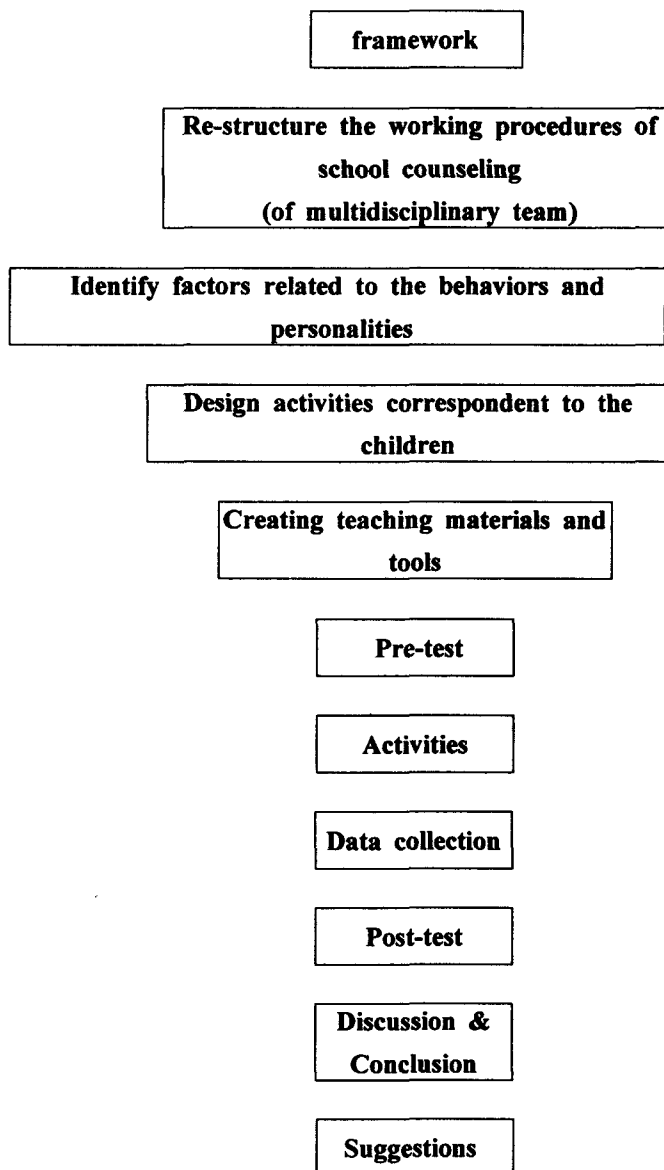 framework
Re-structure the working procedures of
school counseling
(of multidisciplinary team)
Identify factors related to the behaviors and
personalities
Design activities correspondent to the
children
Creating teaching materials and
tools
Pre-test
Activities
Data collection
Post-test
Discussion &
Conclusion
Suggestions